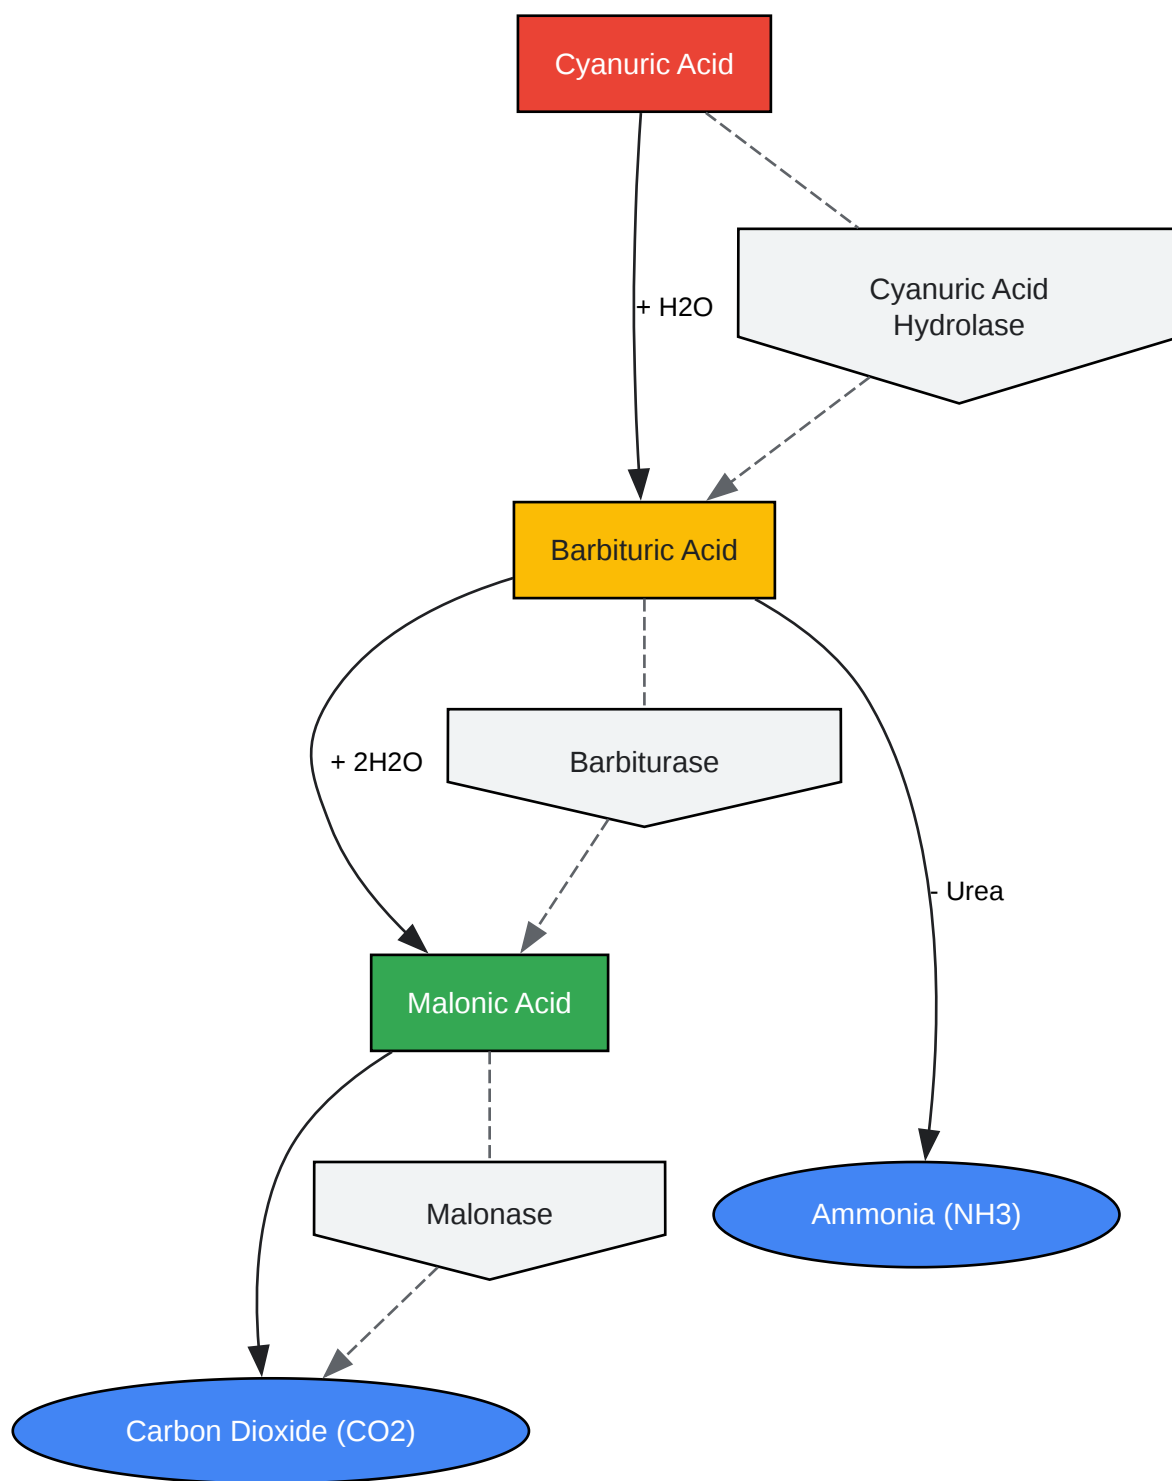 Cyanuric Acid
Cyanuric Acid
Hydrolase
+ H2O
Barbituric Acid
+ 2H2O
Barbiturase
- Urea
Malonic Acid
Malonase
Ammonia (NH3)
Carbon Dioxide (CO2)